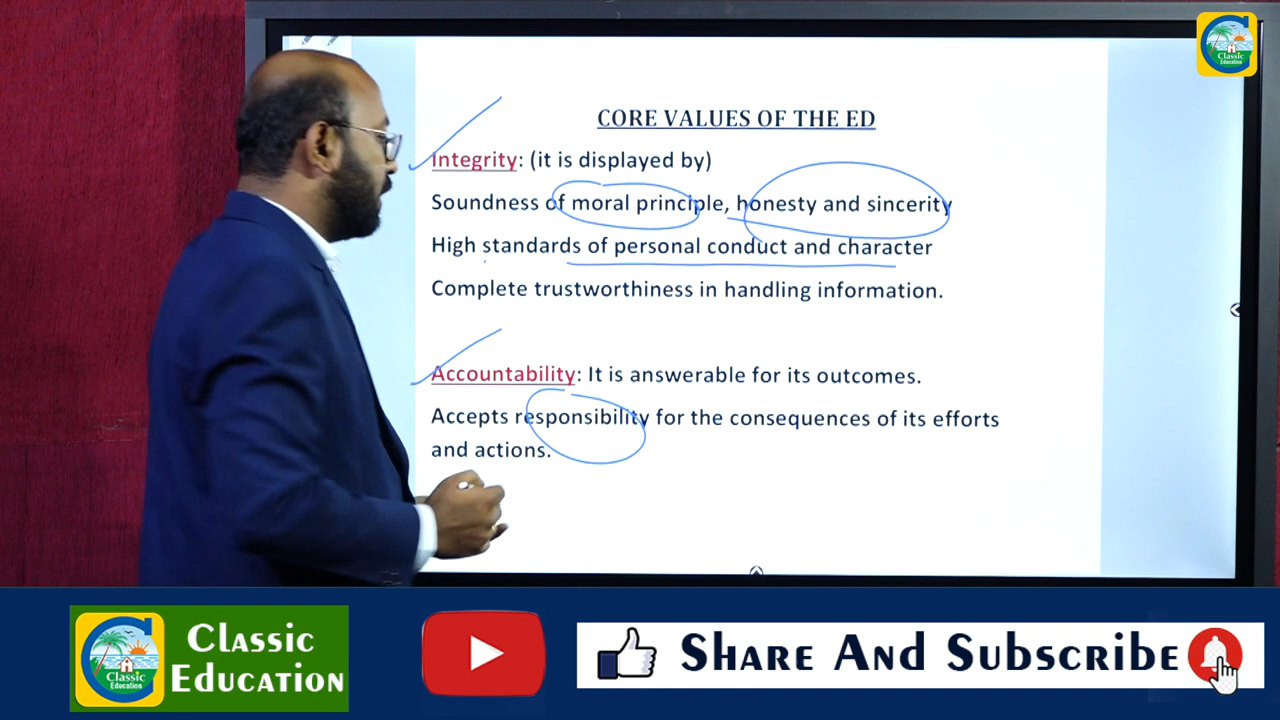 Classic
Education
CORE VALUES OF THE ED
Integrity: (it is displayed by)
Soundness of moral principle, honesty and sincerity
High standards of personal conduct and character
Complete trustworthiness in handling information.
Accountability: It is answerable for its outcomes.
Accepts responsibility for the consequences of its efforts
and actions.
Classic
Education
Classic
Education
Share And Subscribe